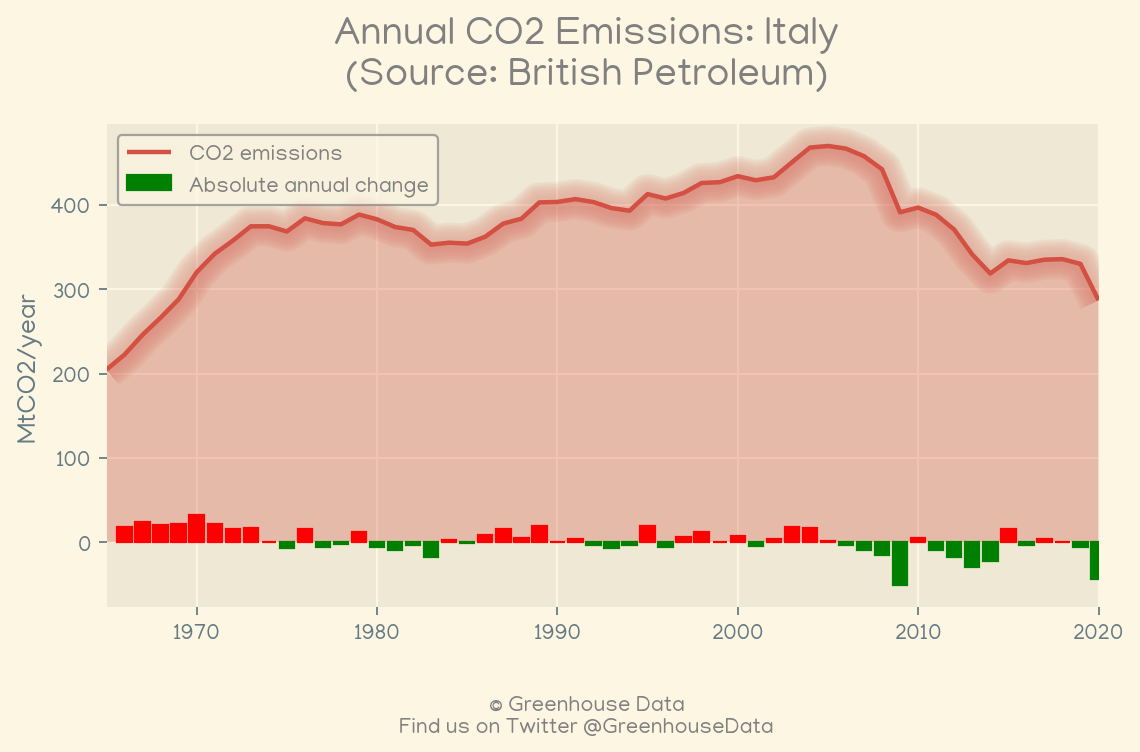 Annual CO2 Emissions: Italy
(Source: British Petroleum)
CO2 emissions
Absolute annual change
MtCO2/year
400
300
200
100
0
1970 1980 1990 2000 2010 2020
© Greenhouse Data
Find us on Twitter @GreenhouseData